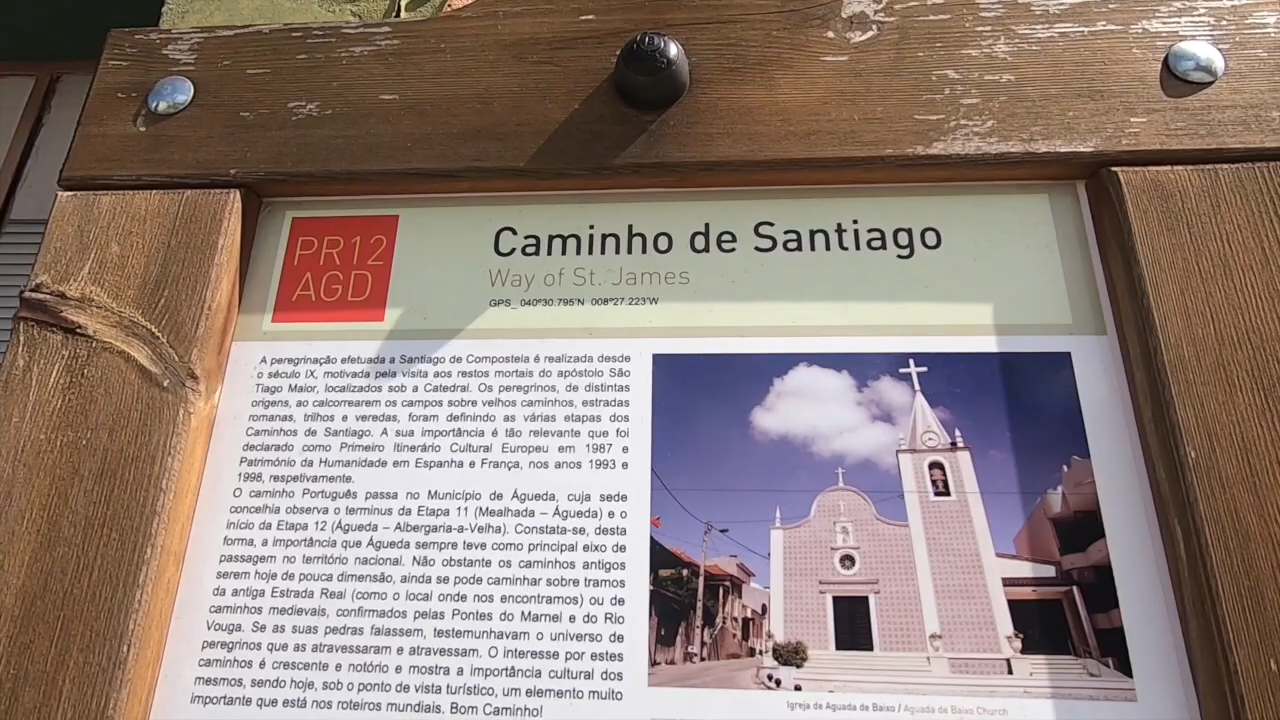 PR12
AGD
Caminho de Santiago
Way of St. James
GPS_ 040º30.795'N 008º27.223'W
A peregrinação efetuada a Santiago de Compostela é realizada desde
o século IX, motivada pela visita aos restos mortais do apóstolo São
Tiago Maior, localizados sob a Catedral. Os peregrinos, de distintas
origens, ao calcorrearem os campos sobre velhos caminhos, estradas
romanas, trilhos e veredas, foram definindo as várias etapas dos
Caminhos de Santiago. A sua importância é tão relevante que foi
declarado como Primeiro Itinerário Cultural Europeu em 1987 e
Património da Humanidade em Espanha e França, nos anos 1993 e
1998, respetivamente.
O caminho Português passa no Município de Águeda, cuja sede
concelhia observa o terminus da Etapa 11 (Mealhada – Águeda) e o
início da Etapa 12 (Águeda – Albergaria-a-Velha). Constata-se, desta
forma, a importância que Águeda sempre teve como principal eixo de
passagem no território nacional. Não obstante os caminhos antigos
serem hoje de pouca dimensão, ainda se pode caminhar sobre tramos
da antiga Estrada Real (como o local onde nos encontramos) ou de
caminhos medievais, confirmados pelas Pontes do Marnel e do Rio
Vouga. Se as suas pedras falassem, testemunhavam o universo de
peregrinos que as atravessaram e atravessam. O interesse por estes
caminhos é crescente e notório e mostra a importância cultural dos
mesmos, sendo hoje, sob o ponto de vista turístico, um elemento muito
importante que está nos roteiros mundiais. Bom Caminho!
Igreja de Aguada de Baixo / Aguada de Baixo Church